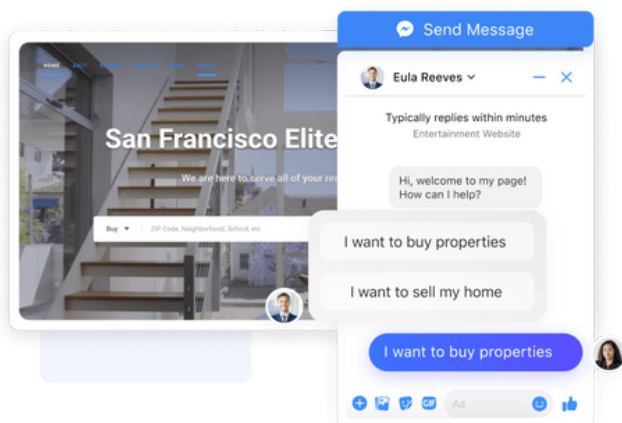 Send Message
HOME
ABOUT
San Francisco Elite
We are here to serve all of your rea
Buy
ZIP Code, Neighborhood, School, etc
Eula Reeves
Typically replies within minutes
Entertainment Website
Hi, welcome to my page!
How can I help?
I want to buy properties
I want to sell my home
I want to buy properties
GIF
Aa